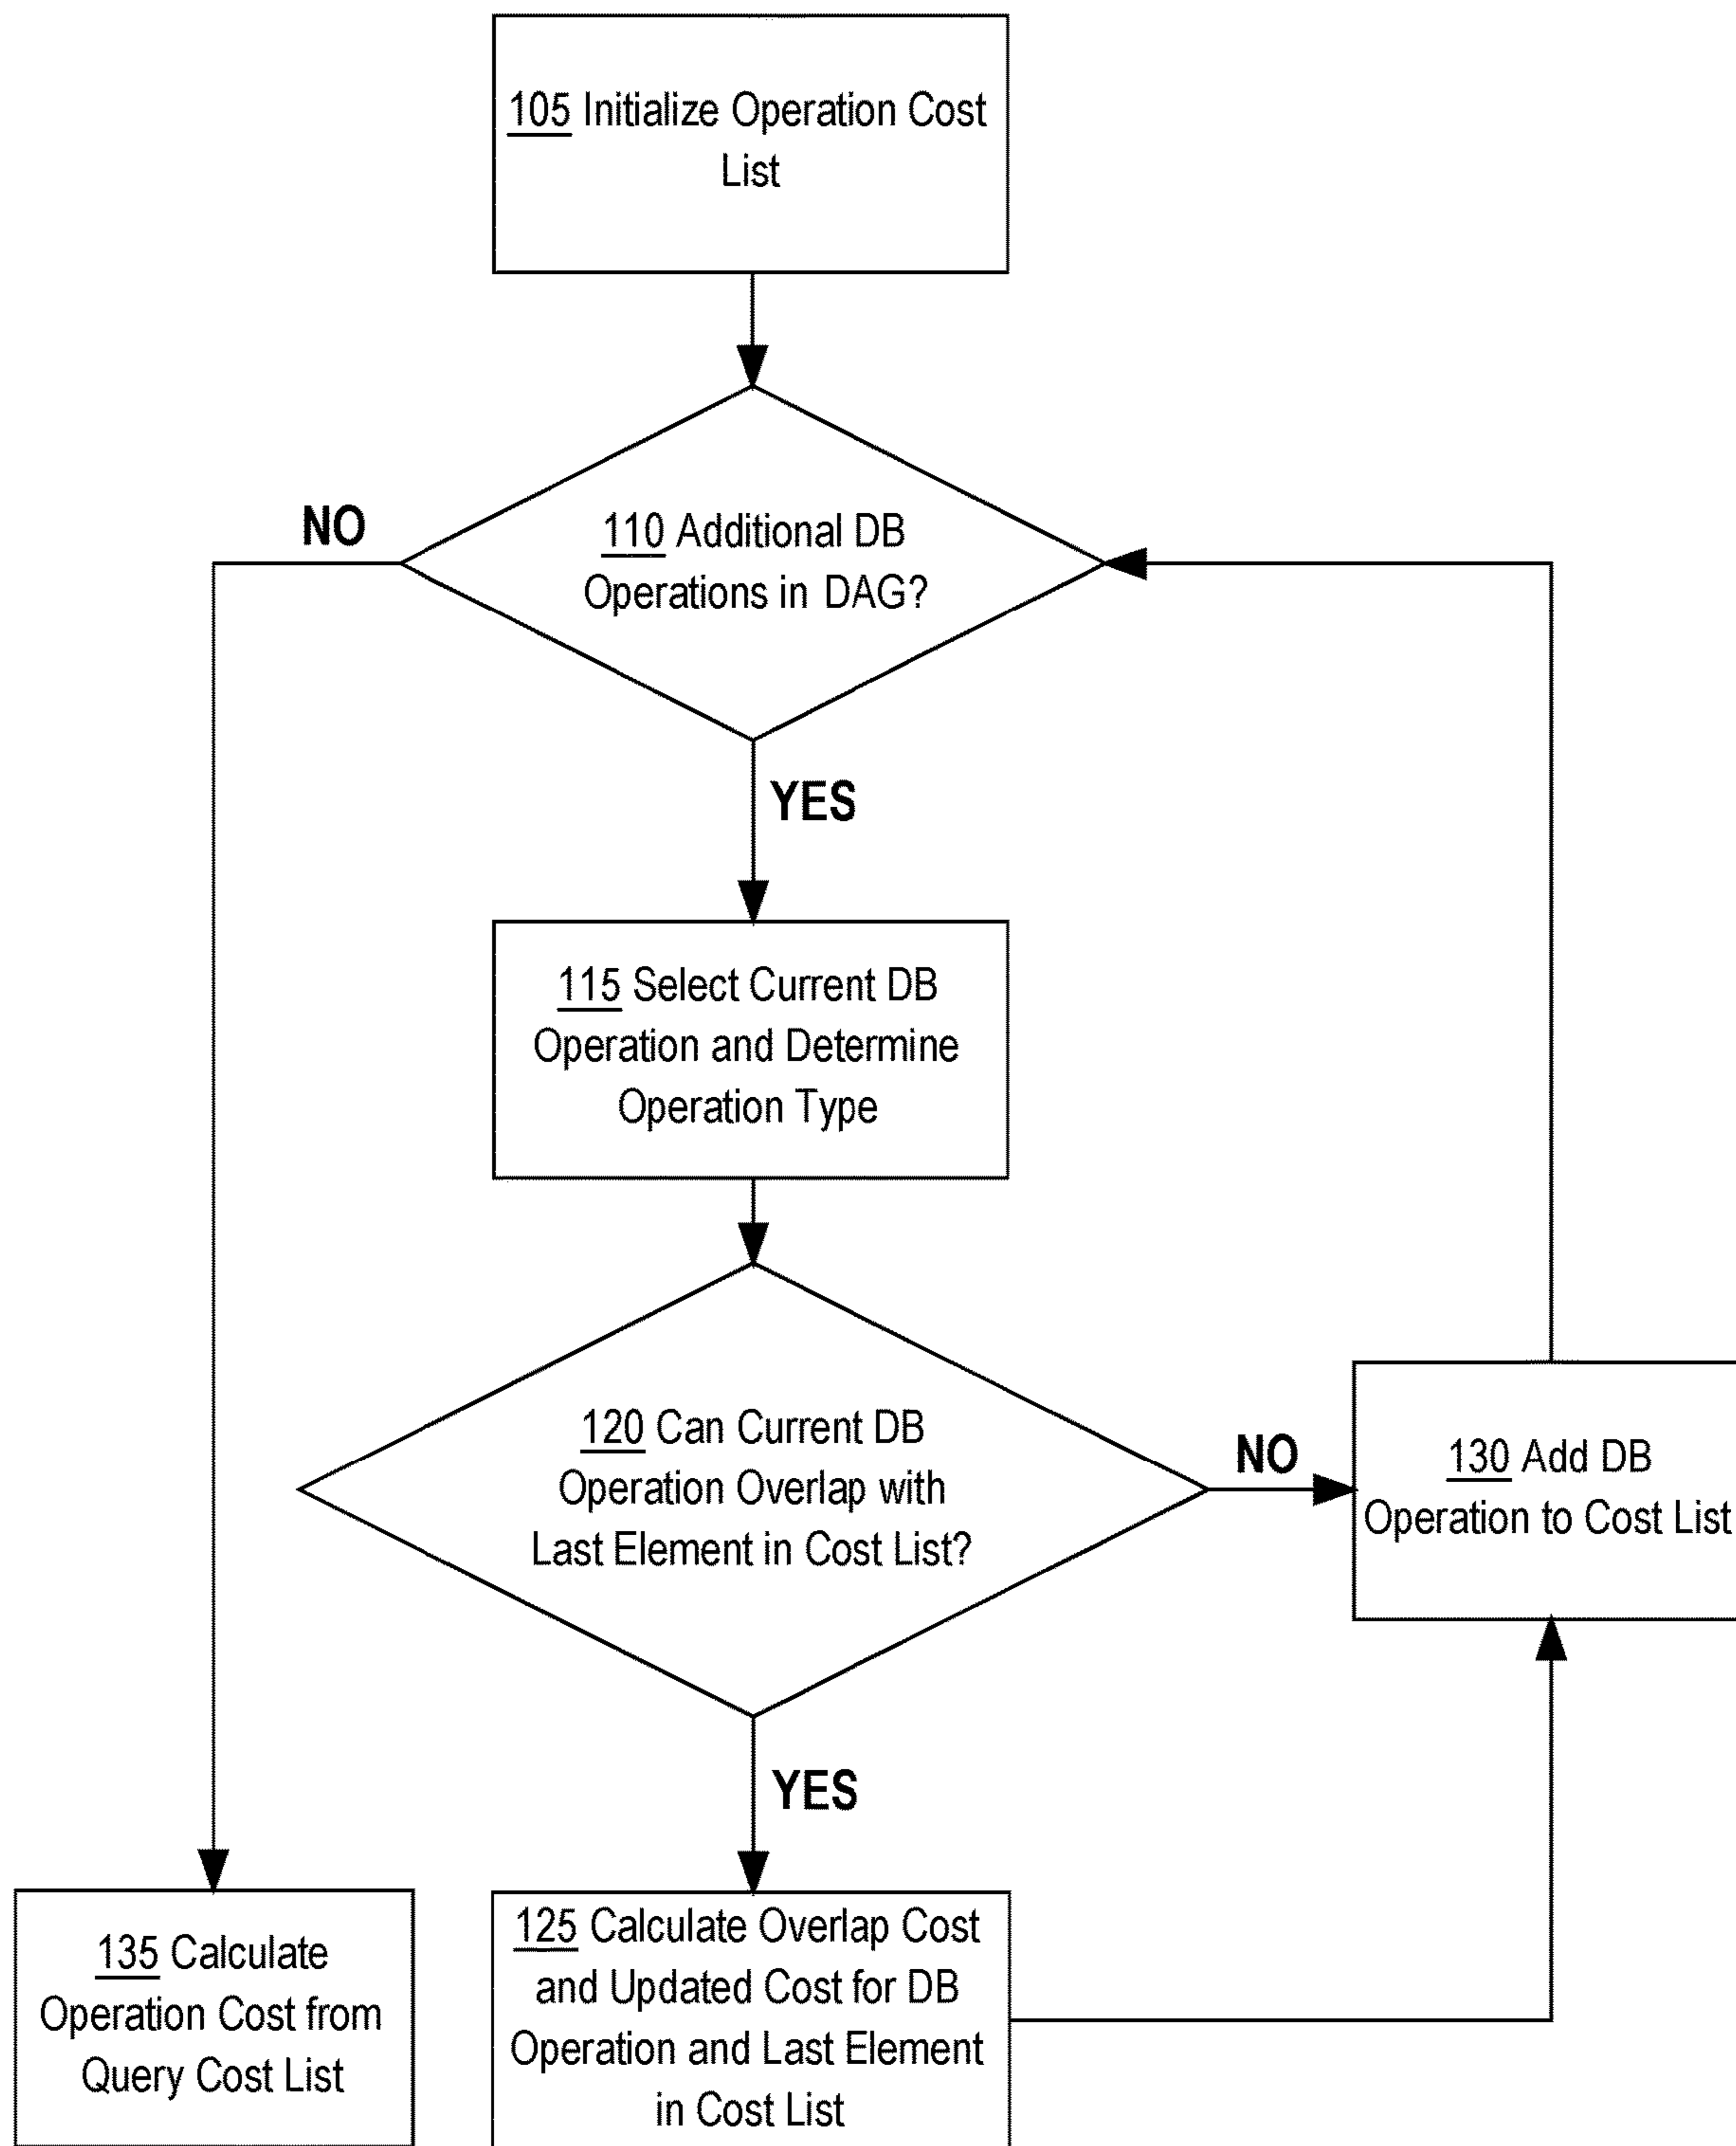 105 Initialize Operation Cost
List
110 Additional DB
Operations in DAG?
NO
YES
115 Select Current DB
Operation and Determine
Operation Type
120 Can Current DB
Operation Overlap with
Last Element in Cost List?
NO
130 Add DB
Operation to Cost List
YES
125 Calculate Overlap Cost
and Updated Cost for DB
Operation and Last Element
in Cost List
135 Calculate
Operation Cost from
Query Cost List